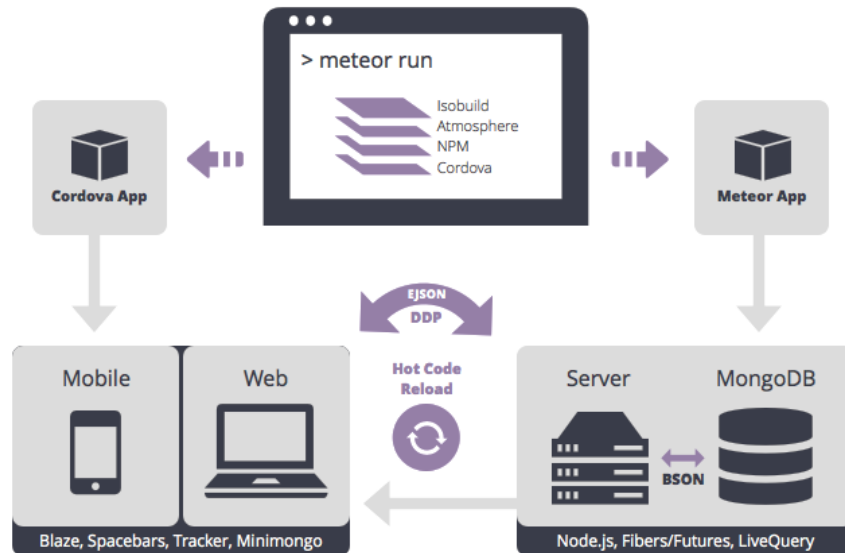 > meteor run
Isobuild
Atmosphere
NPM
Cordova
Cordova App
Meteor App
EJSON
DDP
Hot Code
Reload
Mobile
Web
Server
MongoDB
BSON
Blaze, Spacebars, Tracker, Minimongo
Node.js, Fibers/Futures, LiveQuery